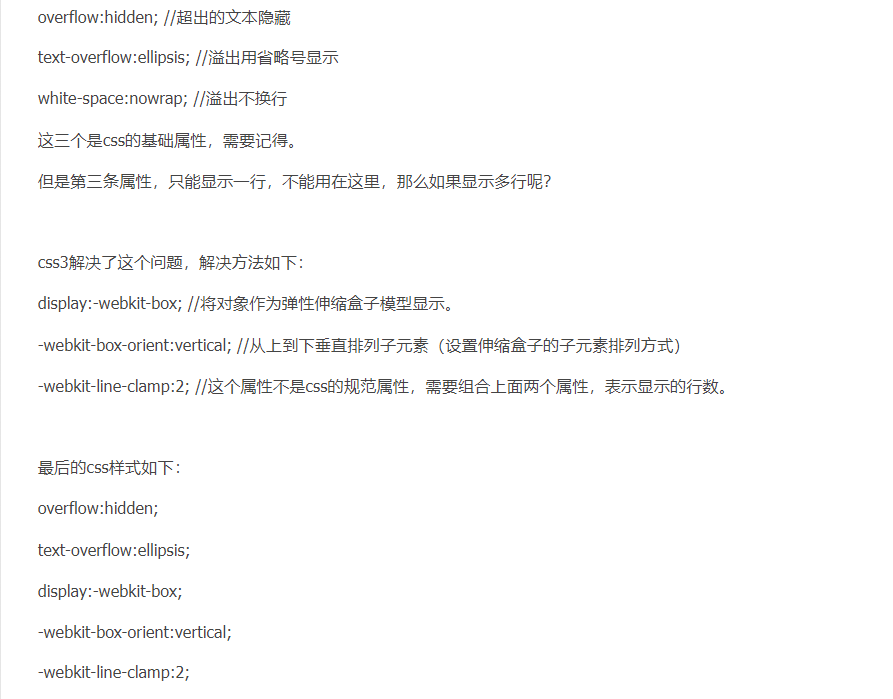 overflow:hidden; //超出的文本隐藏
text-overflow:ellipsis; //溢出用省略号显示
white-space:nowrap; //溢出不换行
这三个是css的基础属性，需要记得。
但是第三条属性，只能显示一行，不能用在这里，那么如果显示多行呢?
css3解决了这个问题，解决方法如下：
display:-webkit-box; //将对象作为弹性伸缩盒子模型显示。
-webkit-box-orient:vertical; //从上到下垂直排列子元素（设置伸缩盒子的子元素排列方式）
-webkit-line-clamp:2; //这个属性不是css的规范属性，需要组合上面两个属性，表示显示的行数。
最后的css样式如下：
overflow:hidden;
text-overflow:ellipsis;
display:-webkit-box;
-webkit-box-orient:vertical;
-webkit-line-clamp:2;